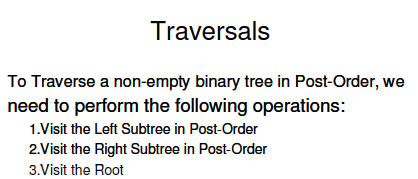 Traversals
To Traverse a non-empty binary tree in Post-Order, we
need to perform the following operations:
1.Visit the Left Subtree in Post-Order
2.Visit the Right Subtree in Post-Order
3.Visit the Root